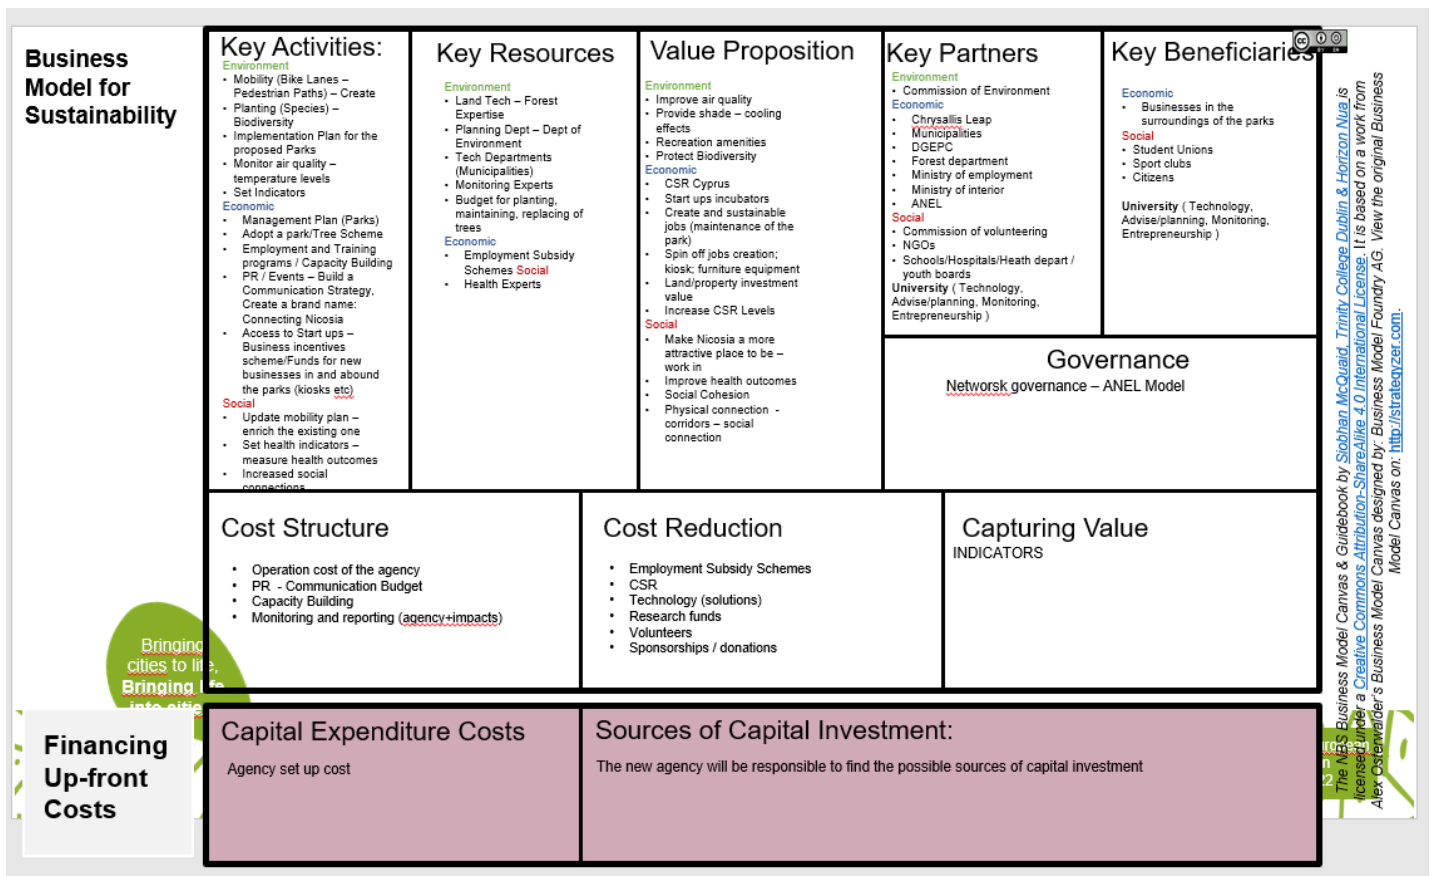 Business
Model for
Sustainability
Key Activities:
Environment
• Mobility (Bike Lanes –
Pedestrian Paths) – Create
• Planting (Species) –
Biodiversity
• Implementation Plan for the
proposed Parks
• Monitor air quality –
temperature levels
• Set Indicators
Economic
• Management Plan (Parks)
• Adopt a park/Tree Scheme
• Employment and Training
programs / Capacity Building
• PR / Events – Build a
Communication Strategy,
Create a brand name:
Connecting Nicosia
• Access to Start ups –
Business incentives
scheme/Funds for new
businesses in and abound
the parks (kiosks etc)
Social
• Update mobility plan –
enrich the existing one
• Set health indicators –
measure health outcomes
• Increased social
connections
Key Resources
Environment
• Land Tech – Forest
Expertise
• Planning Dept – Dept of
Environment
• Tech Departments
(Municipalities)
• Monitoring Experts
• Budget for planting,
maintaining, replacing of
trees
Economic
• Employment Subsidy
Schemes Social
• Health Experts
Value Proposition
Environment
• Improve air quality
• Provide shade – cooling
effects
• Recreation amenities
• Protect Biodiversity
Economic
• CSR Cyprus
• Start ups incubators
• Create and sustainable
jobs (maintenance of the
park)
• Spin off jobs creation;
kiosk; furniture equipment
• Land/property investment
value
• Increase CSR Levels
Social
• Make Nicosia a more
attractive place to be –
work in
• Improve health outcomes
• Social Cohesion
• Physical connection -
corridors – social
connection
Key Partners
Environment
• Commission of Environment
Economic
• Chrysallis Leap
• Municipalities
• DGEPC
• Forest department
• Ministry of employment
• Ministry of interior
• ANEL
Social
• Commission of volunteering
• NGOs
• Schools/Hospitals/Heath depart /
youth boards
University ( Technology,
Advise/planning, Monitoring,
Entrepreneurship )
Key Beneficiaries
Economic
• Businesses in the
surroundings of the parks
Social
• Student Unions
• Sport clubs
• Citizens
University ( Technology,
Advise/planning, Monitoring,
Entrepreneurship )
Governance
Networsk governance – ANEL Model
Cost Structure
• Operation cost of the agency
• PR - Communication Budget
• Capacity Building
• Monitoring and reporting (agency+impacts)
Cost Reduction
• Employment Subsidy Schemes
• CSR
• Technology (solutions)
• Research funds
• Volunteers
• Sponsorships / donations
Capturing Value
INDICATORS
Bringing
cities to life,
Bringing life
into cities
Financing
Up-front
Costs
Capital Expenditure Costs
Agency set up cost
Sources of Capital Investment:
The new agency will be responsible to find the possible sources of capital investment
The NBS Business Model Canvas & Guidebook by Siobhan McQuaid, Trinity College Dublin & Horizon Nua is
licensed under a Creative Commons Attribution-ShareAlike 4.0 International License. It is based on a work from
Alex Osterwalder's Business Model Canvas designed by: Business Model Foundry AG. View the original Business
Model Canvas on: http://strategyzer.com.